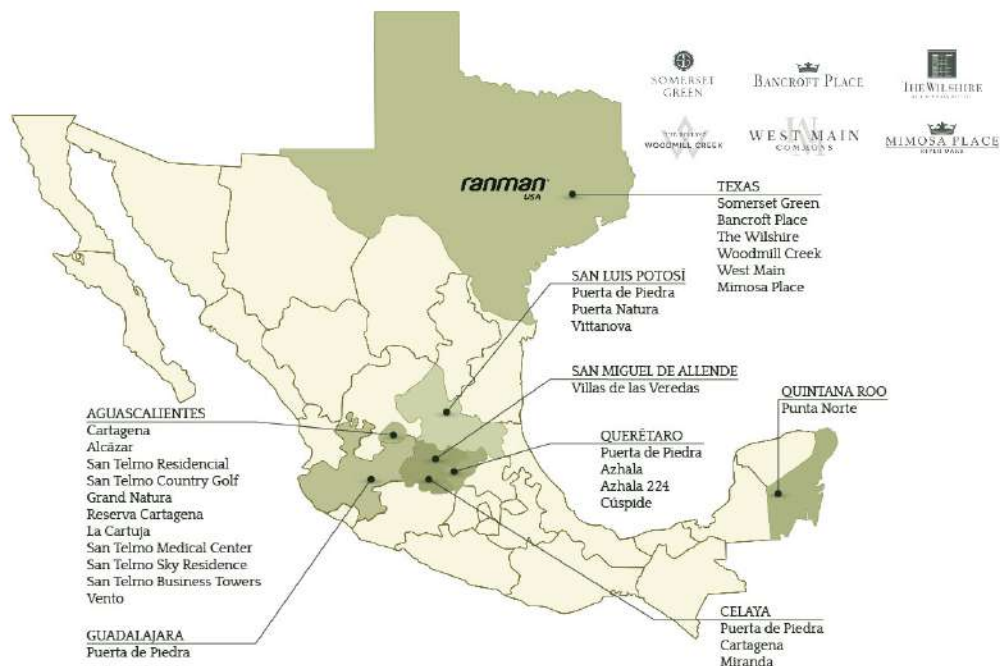 SOMERSET
GREEN
BANCROFT PLACE
THE WILSHIRE
WOODMILL CREEK
WEST MAIN
COMMONS
MIMOSA PLACE
RIVER OAKS
ranman
USA
TEXAS
Somerset Green
Bancroft Place
The Wilshire
Woodmill Creek
West Main
Mimosa Place
SAN LUIS POTOSÍ
Puerta de Piedra
Puerta Natura
Vittanova
SAN MIGUEL DE ALLENDE
Villas de las Veredas
QUINTANA ROO
Punta Norte
AGUASCALIENTES
Cartagena
Alcázar
San Telmo Residencial
San Telmo Country Golf
Grand Natura
Reserva Cartagena
La Cartuja
San Telmo Medical Center
San Telmo Sky Residence
San Telmo Business Towers
Vento
QUERÉTARO
Puerta de Piedra
Azhala
Azhala 224
Cúspide
GUADALAJARA
Puerta de Piedra
CELAYA
Puerta de Piedra
Cartagena
Miranda